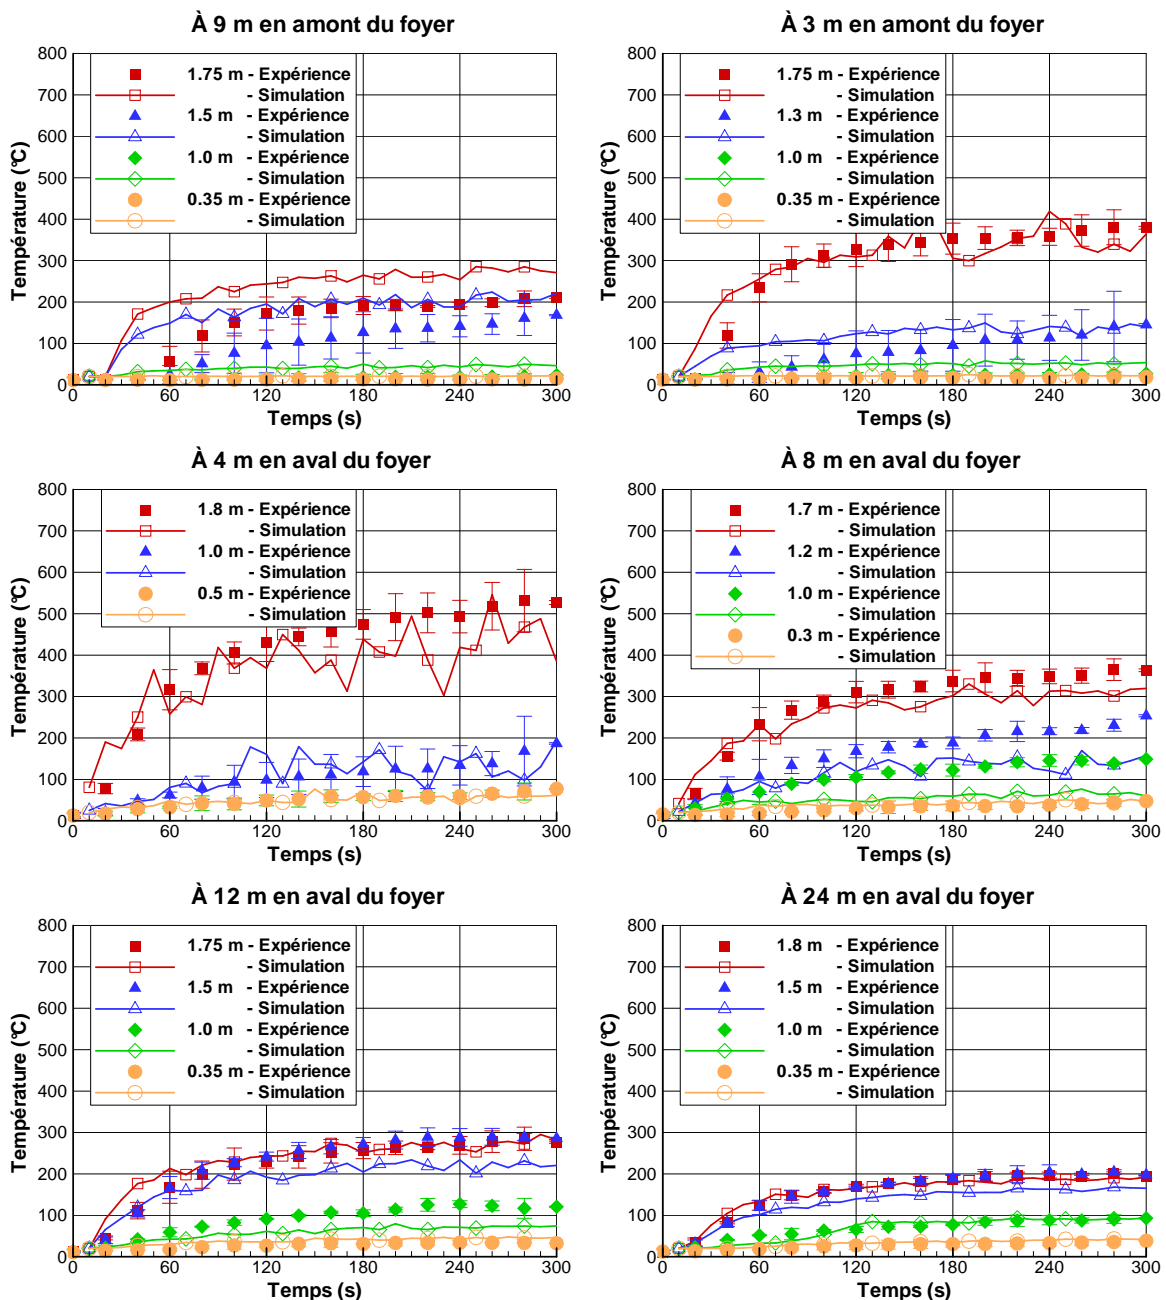 À 9 m en amont du foyer
800
700
600
500
400
300
200
100
0
Température (°C)
1.75 m - Expérience
- Simulation
1.5 m - Expérience
- Simulation
1.0 m - Expérience
- Simulation
0.35 m - Expérience
- Simulation
0 60 120 180 240 300
Temps (s)
À 3 m en amont du foyer
800
700
600
500
400
300
200
100
0
Température (°C)
1.75 m - Expérience
- Simulation
1.3 m - Expérience
- Simulation
1.0 m - Expérience
- Simulation
0.35 m - Expérience
- Simulation
0 60 120 180 240 300
Temps (s)
À 4 m en aval du foyer
800
700
600
500
400
300
200
100
0
Température (°C)
1.8 m - Expérience
- Simulation
1.0 m - Expérience
- Simulation
0.5 m - Expérience
- Simulation
0 60 120 180 240 300
Temps (s)
À 8 m en aval du foyer
800
700
600
500
400
300
200
100
0
Température (°C)
1.7 m - Expérience
- Simulation
1.2 m - Expérience
- Simulation
1.0 m - Expérience
- Simulation
0.3 m - Expérience
- Simulation
0 60 120 180 240 300
Temps (s)
À 12 m en aval du foyer
800
700
600
500
400
300
200
100
0
Température (°C)
1.75 m - Expérience
- Simulation
1.5 m - Expérience
- Simulation
1.0 m - Expérience
- Simulation
0.35 m - Expérience
- Simulation
0 60 120 180 240 300
Temps (s)
À 24 m en aval du foyer
800
700
600
500
400
300
200
100
0
Température (°C)
1.8 m - Expérience
- Simulation
1.5 m - Expérience
- Simulation
1.0 m - Expérience
- Simulation
0.35 m - Expérience
- Simulation
0 60 120 180 240 300
Temps (s)